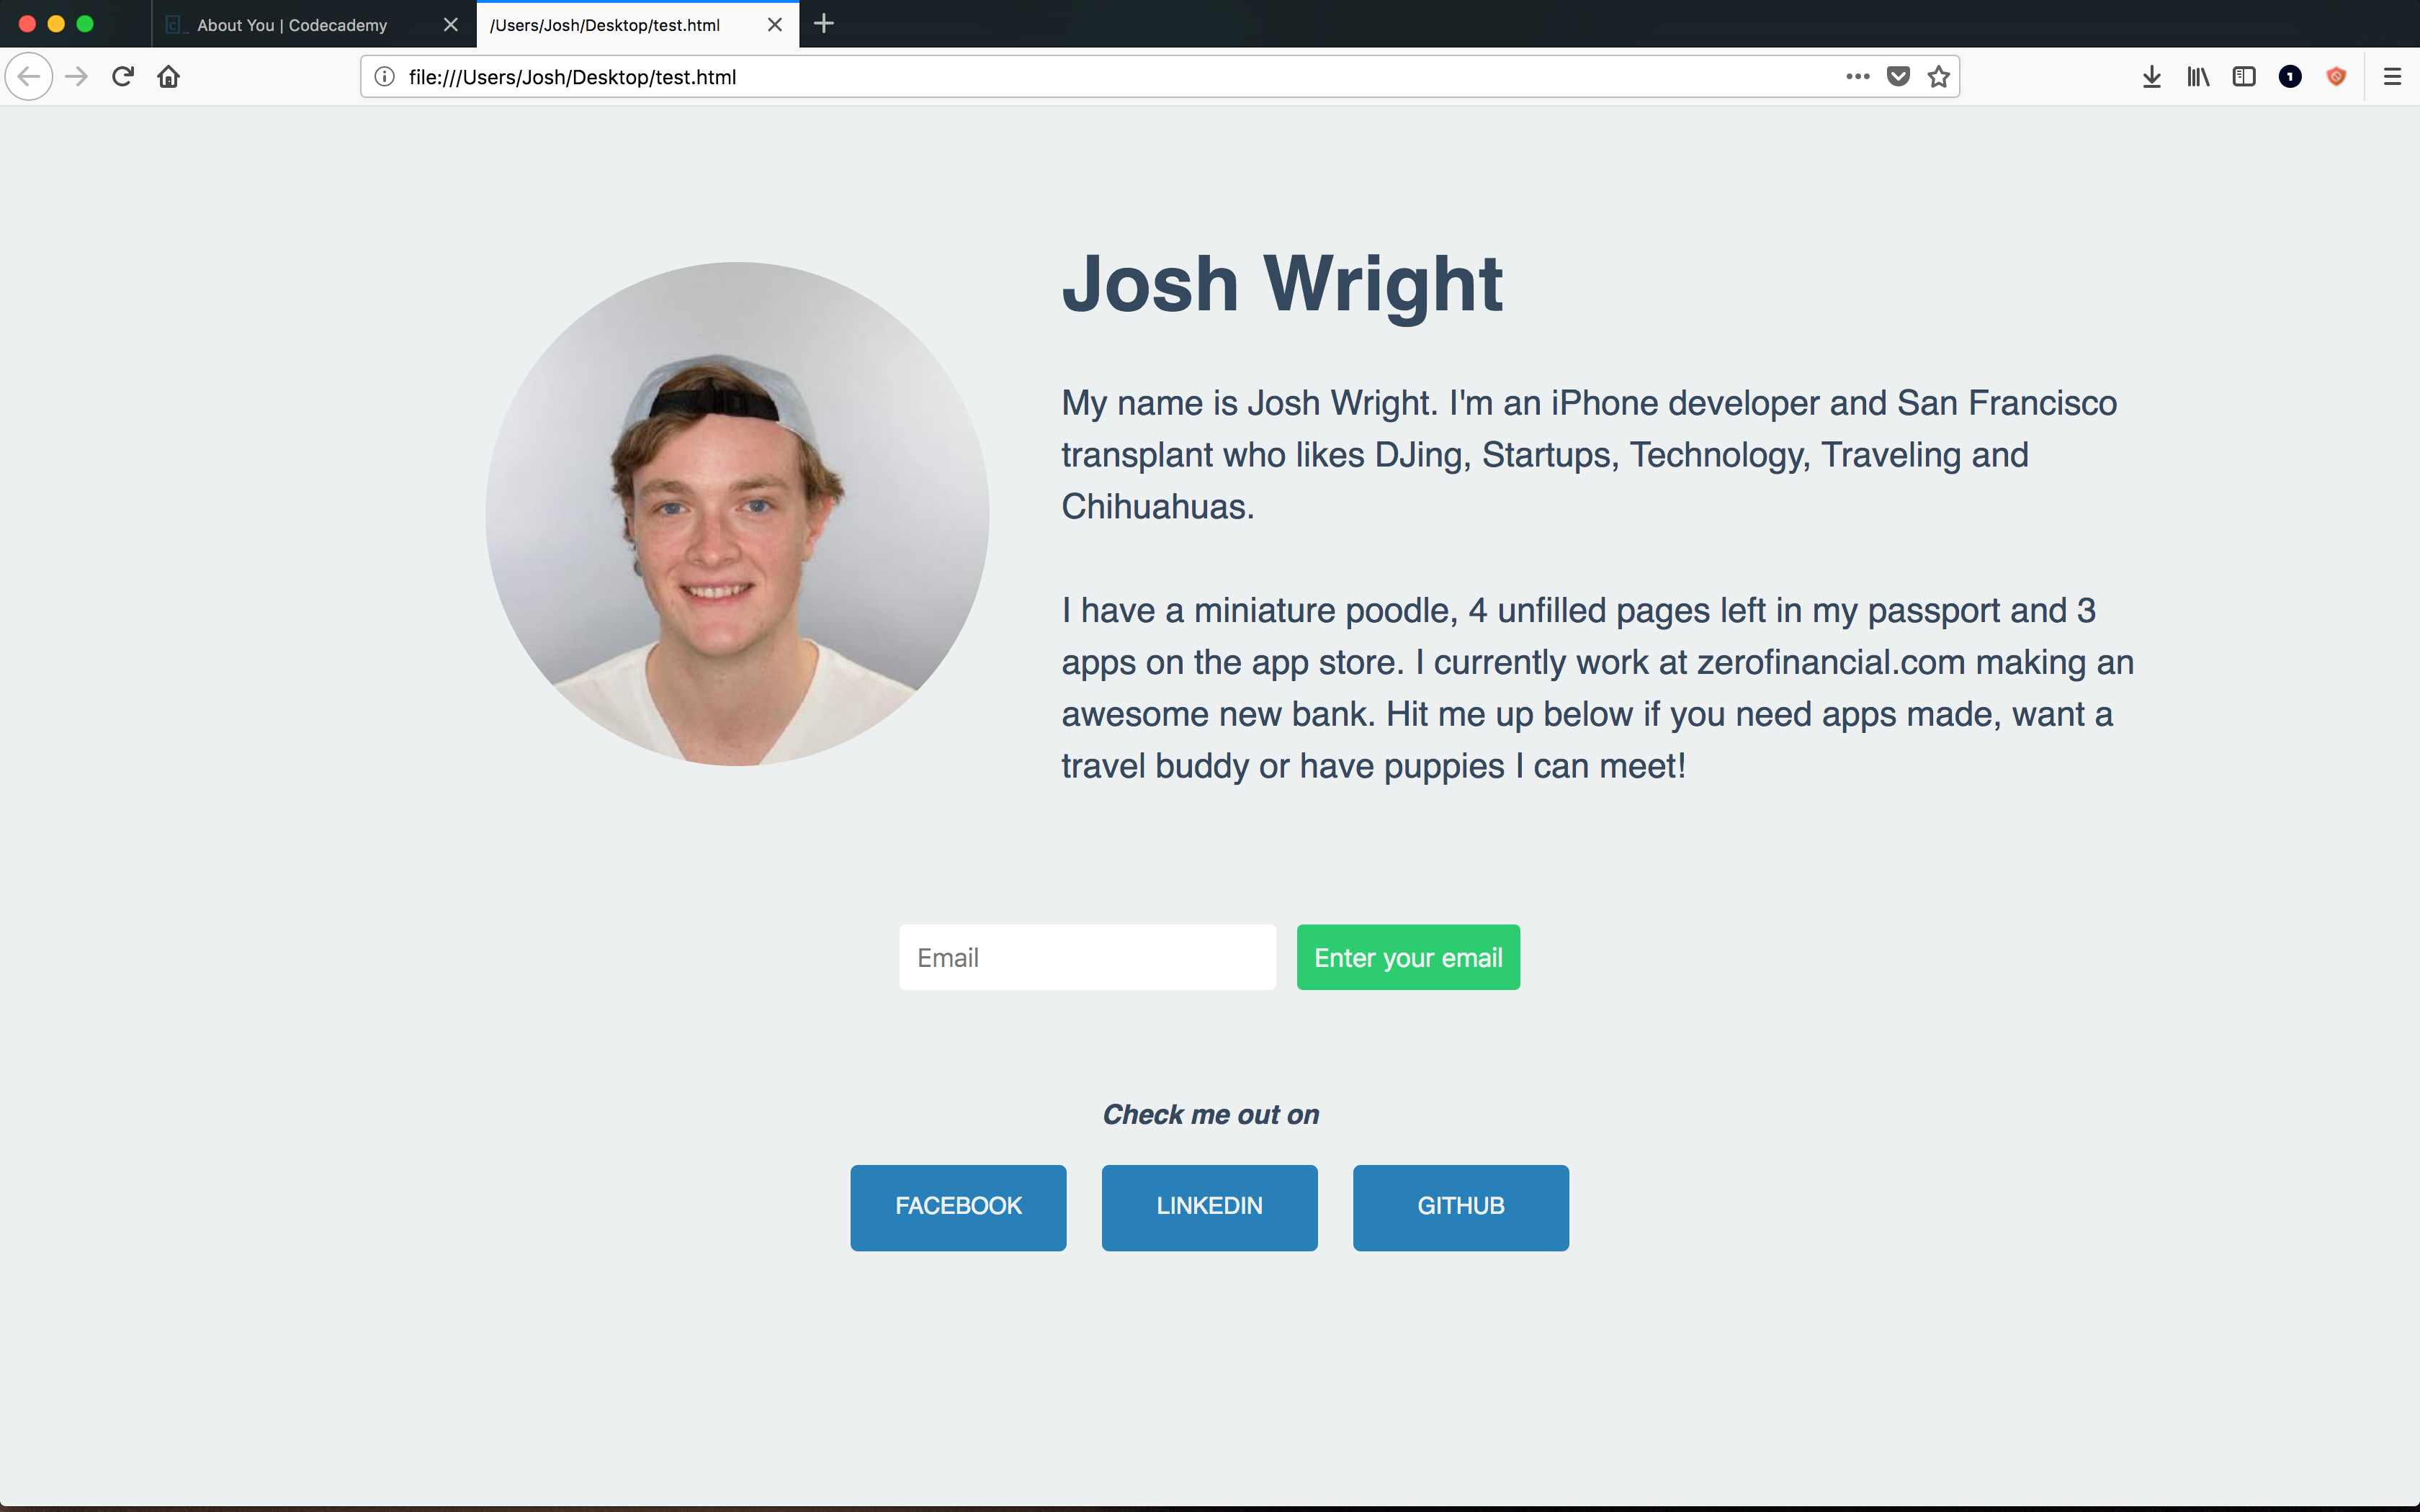 About You | Codecademy
/Users/Josh/Desktop/test.html
file:///Users/Josh/Desktop/test.html
1
Josh Wright
My name is Josh Wright. I'm an iPhone developer and San Francisco
transplant who likes DJing, Startups, Technology, Traveling and
Chihuahuas.
I have a miniature poodle, 4 unfilled pages left in my passport and 3
apps on the app store. I currently work at zerofinancial.com making an
awesome new bank. Hit me up below if you need apps made, want a
travel buddy or have puppies I can meet!
Email
Enter your email
Check me out on
FACEBOOK
LINKEDIN
GITHUB